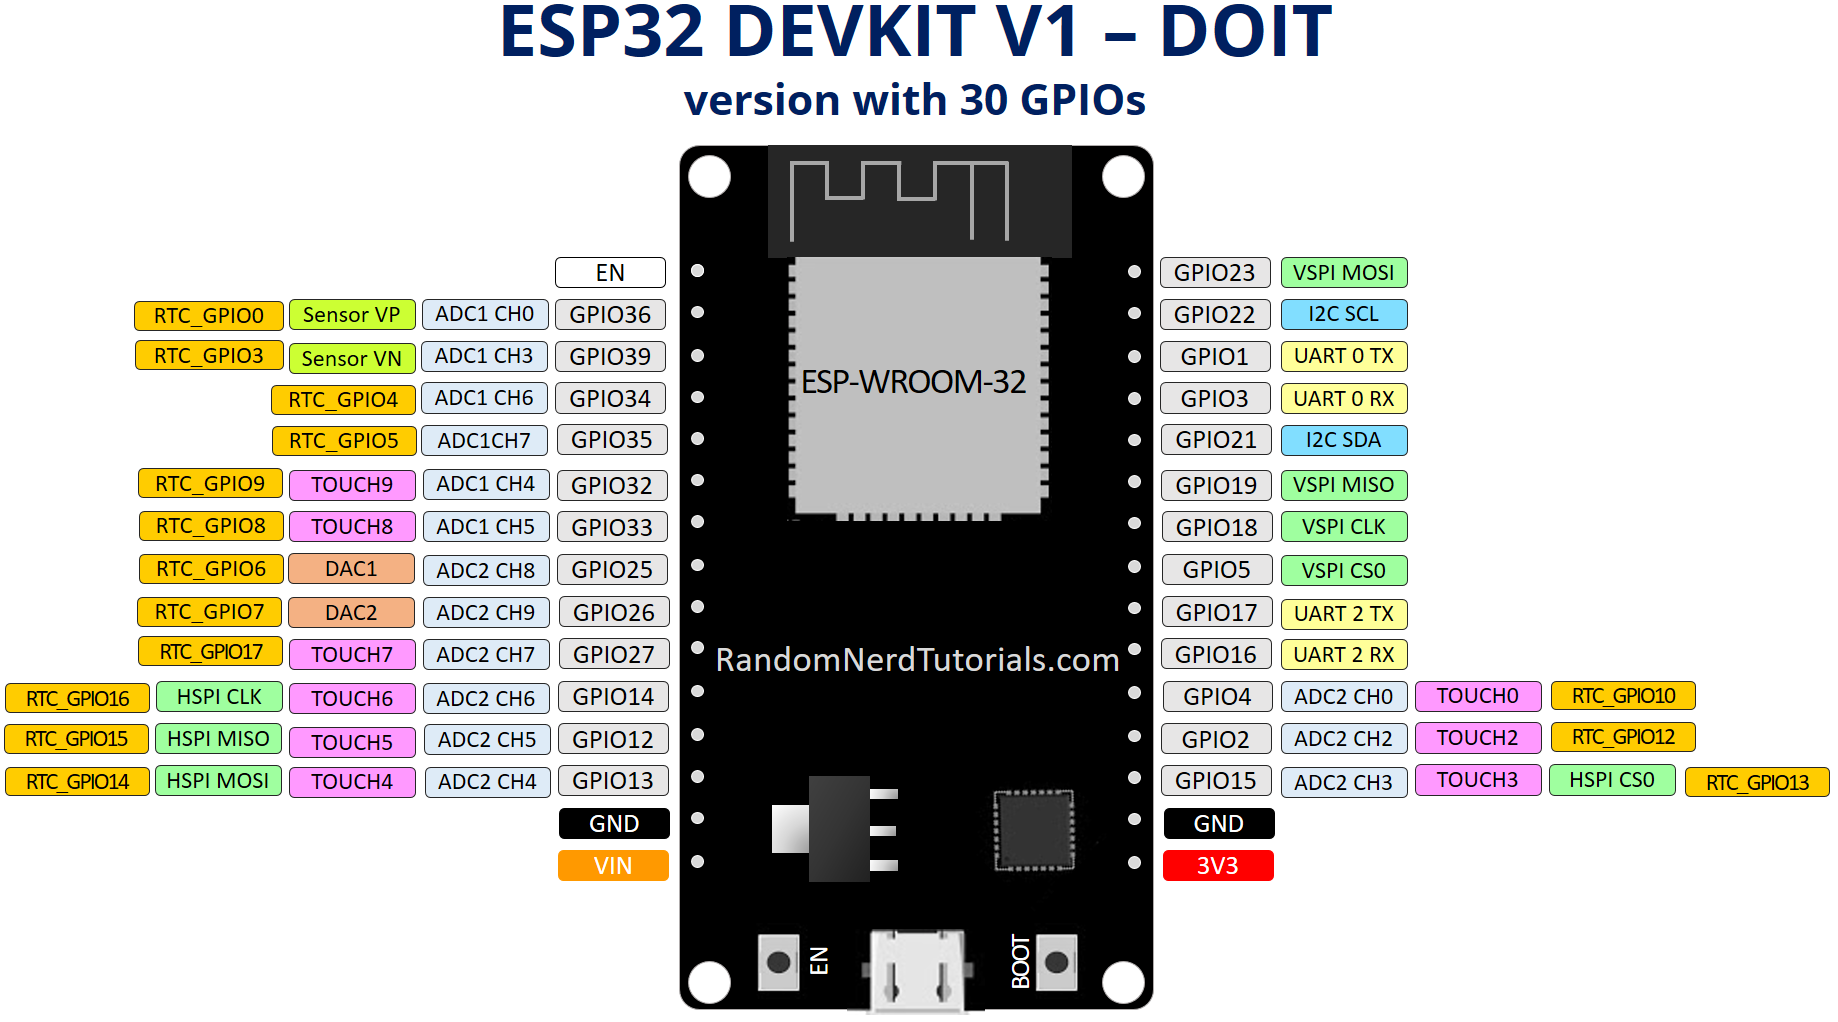 ESP32 DEVKIT V1 – DOIT
version with 30 GPIOs
EN GPIO23 VSPI MOSI
RTC_GPIO0 Sensor VP ADC1 CH0 GPIO36 GPIO22 I2C SCL
RTC_GPIO3 Sensor VN ADC1 CH3 GPIO39 GPIO1 UART 0 TX
ESP-WROOM-32
RTC_GPIO4 ADC1 CH6 GPIO34 GPIO3 UART 0 RX
RTC_GPIO5 ADC1CH7 GPIO35 GPIO21 I2C SDA
RTC_GPIO9 TOUCH9 ADC1 CH4 GPIO32 GPIO19 VSPI MISO
RTC_GPIO8 TOUCH8 ADC1 CH5 GPIO33 GPIO18 VSPI CLK
RTC_GPIO6 DAC1 ADC2 CH8 GPIO25 GPIO5 VSPI CS0
RTC_GPIO7 DAC2 ADC2 CH9 GPIO26 GPIO17 UART 2 TX
RTC_GPIO17 TOUCH7 ADC2 CH7 GPIO27 GPIO16 UART 2 RX
RandomNerdTutorials.com
RTC_GPIO16 HSPI CLK TOUCH6 ADC2 CH6 GPIO14 GPIO4 ADC2 CH0 TOUCH0 RTC_GPIO10
RTC_GPIO15 HSPI MISO TOUCH5 ADC2 CH5 GPIO12 GPIO2 ADC2 CH2 TOUCH2 RTC_GPIO12
RTC_GPIO14 HSPI MOSI TOUCH4 ADC2 CH4 GPIO13 GPIO15 ADC2 CH3 TOUCH3 HSPI CS0 RTC_GPIO13
GND GND
VIN 3V3
EN BOOT